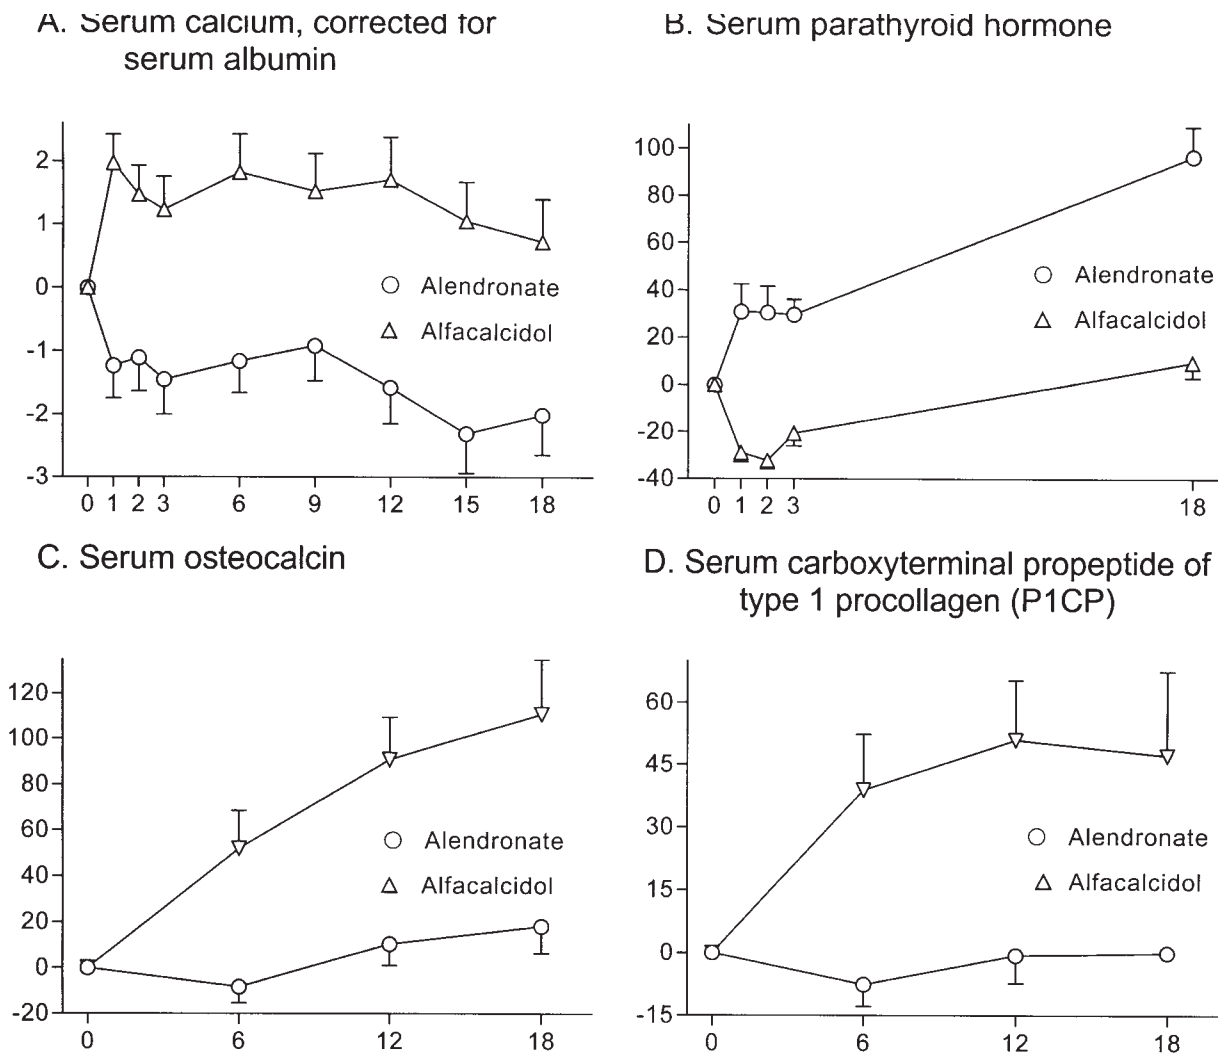 A. Serum calcium, corrected for
serum albumin
2
1
0
-1
-2
-3
0 1 2 3 6 9 12 15 18
Alendronate
Alfacalcidol
B. Serum parathyroid hormone
100
80
60
40
20
0
-20
-40
0 1 2 3 18
Alendronate
Alfacalcidol
C. Serum osteocalcin
120
100
80
60
40
20
0
-20
0 6 12 18
Alendronate
Alfacalcidol
D. Serum carboxyterminal propeptide of
type 1 procollagen (P1CP)
60
45
30
15
0
-15
0 6 12 18
Alendronate
Alfacalcidol